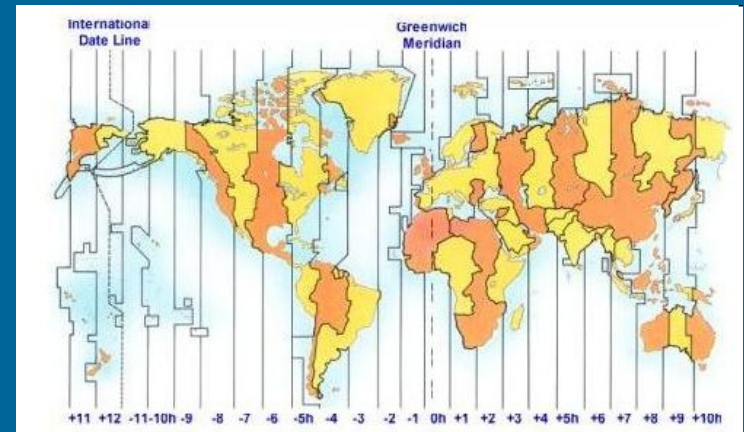 International
Date Line
Greenwich
Meridian
+11 +12 -11 -10h -9 -8 -7 -6 -5h -4 -3 -2 -1 0h +1 +2 +3 +4 +5h +6 +7 +8 +9 +10h